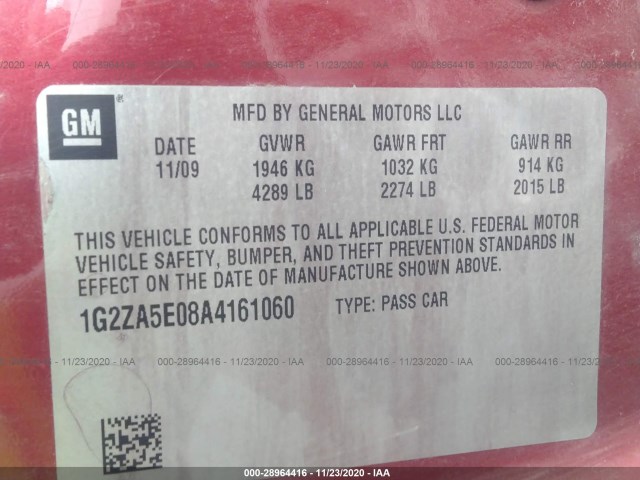 GM
MFD BY GENERAL MOTORS LLC
DATE GVWR GAWR FRT GAWR RR
11/09 1946 KG 1032 KG 914 KG
4289 LB 2274 LB 2015 LB
THIS VEHICLE CONFORMS TO ALL APPLICABLE U.S. FEDERAL MOTOR
VEHICLE SAFETY, BUMPER, AND THEFT PREVENTION STANDARDS IN
EFFECT ON THE DATE OF MANUFACTURE SHOWN ABOVE.
1G2ZA5E08A4161060 TYPE: PASS CAR
000-28964416 - 11/23/2020 - IAA